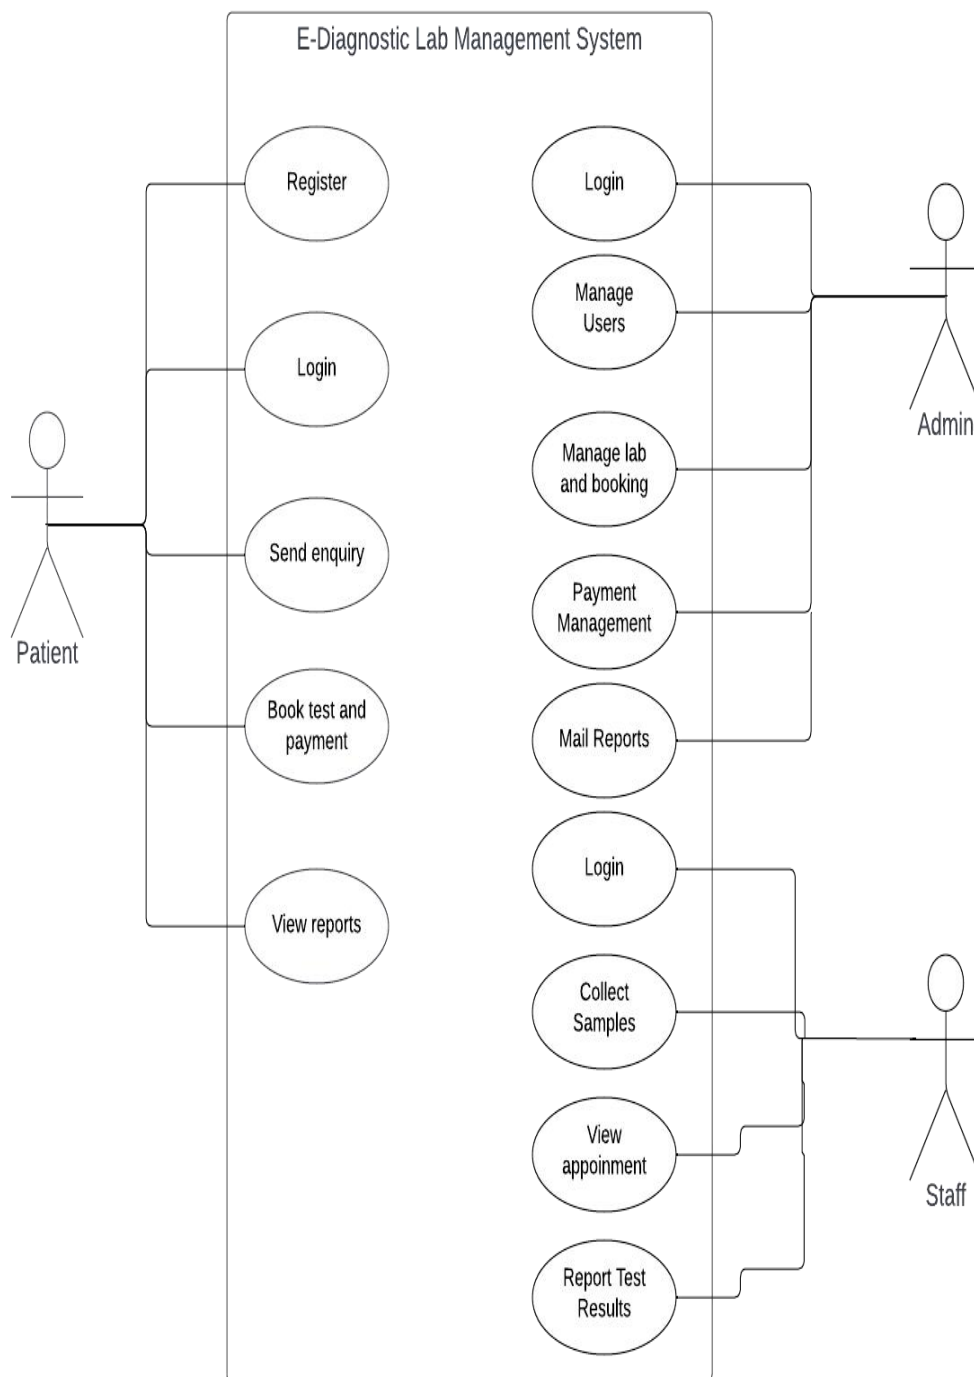 E-Diagnostic Lab Management System
Register
Login
Send enquiry
Book test and
payment
View reports
Patient
Login
Manage
Users
Manage lab
and booking
Payment
Management
Mail Reports
Admin
Login
Collect
Samples
View
appoinment
Report Test
Results
Staff